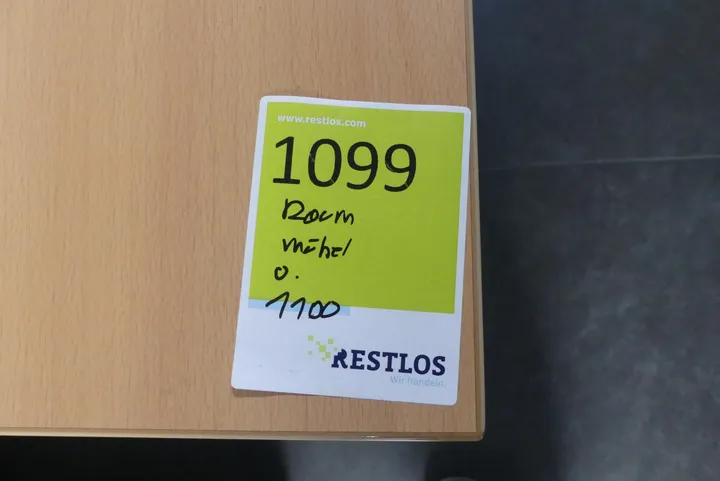 www.restlos.com
1099
Raum
Möbel
o.
1100
RESTLOS
Wir handeln.